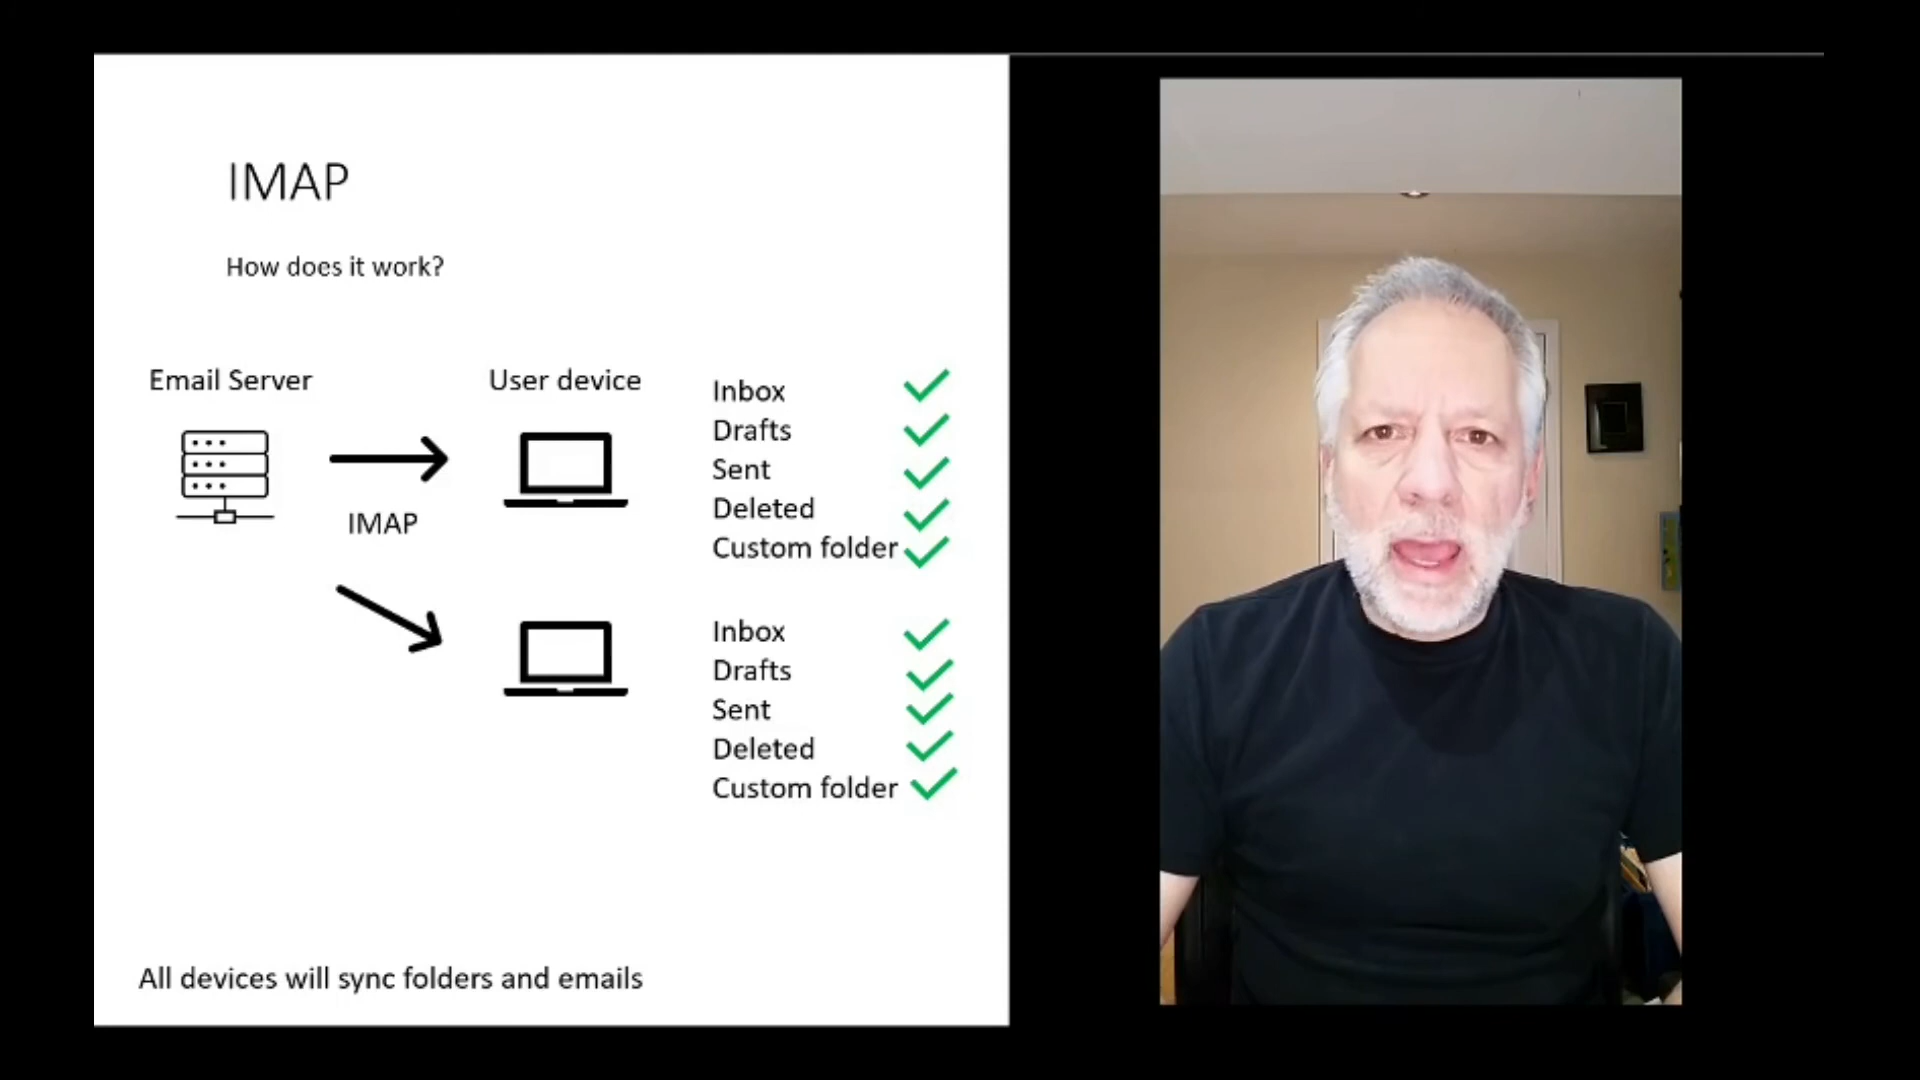 IMAP
How does it work?
Email Server
User device
IMAP
Inbox
Drafts
Sent
Deleted
Custom folder
Inbox
Drafts
Sent
Deleted
Custom folder
All devices will sync folders and emails